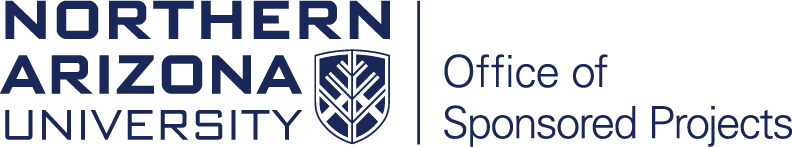 NORTHERN
ARIZONA
UNIVERSITY
Office of
Sponsored Projects